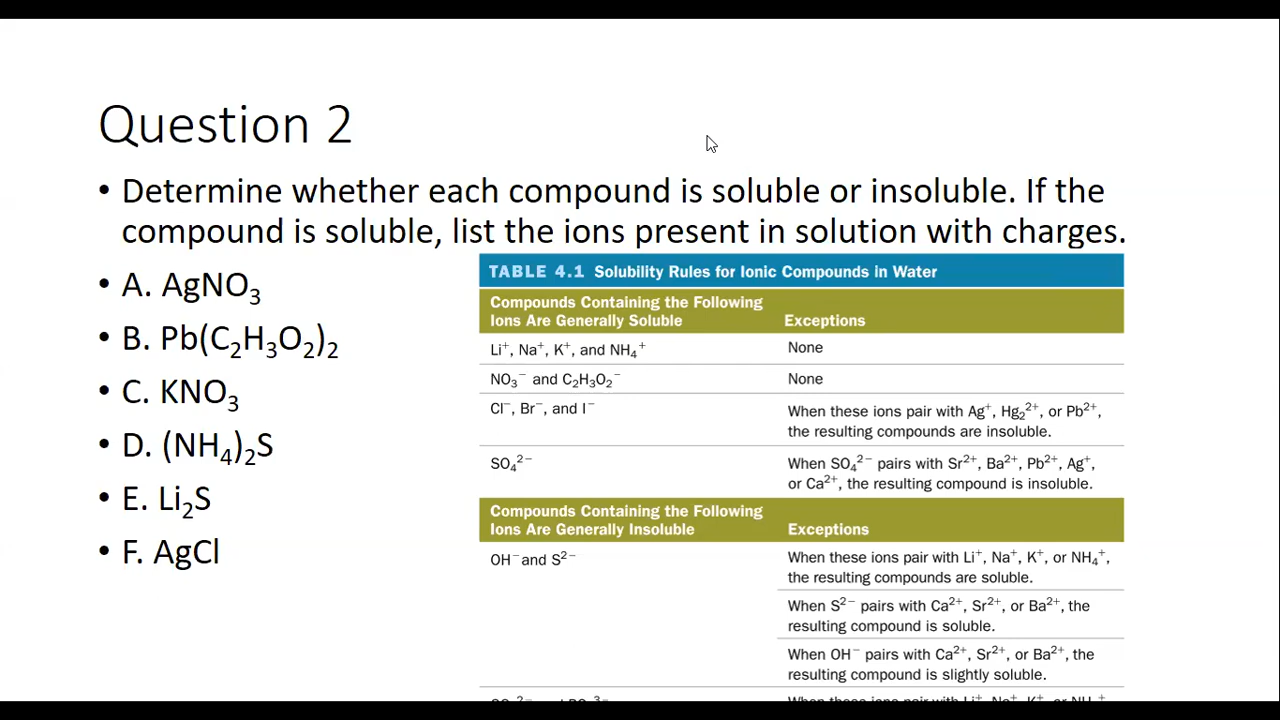 Question 2
• Determine whether each compound is soluble or insoluble. If the
compound is soluble, list the ions present in solution with charges.
• A. AgNO₃
• B. Pb(C₂H₃O₂)₂
• C. KNO₃
• D. (NH₄)₂S
• E. Li₂S
• F. AgCl
TABLE 4.1 Solubility Rules for Ionic Compounds in Water
Compounds Containing the Following
Ions Are Generally Soluble Exceptions
Li⁺, Na⁺, K⁺, and NH₄⁺ None
NO₃⁻ and C₂H₃O₂⁻ None
Cl⁻, Br⁻, and I⁻ When these ions pair with Ag⁺, Hg₂²⁺, or Pb²⁺,
the resulting compounds are insoluble.
SO₄²⁻ When SO₄²⁻ pairs with Sr²⁺, Ba²⁺, Pb²⁺, Ag⁺,
or Ca²⁺, the resulting compound is insoluble.
Compounds Containing the Following
Ions Are Generally Insoluble Exceptions
OH⁻ and S²⁻ When these ions pair with Li⁺, Na⁺, K⁺, or NH₄⁺,
the resulting compounds are soluble.
When S²⁻ pairs with Ca²⁺, Sr²⁺, or Ba²⁺, the
resulting compound is soluble.
When OH⁻ pairs with Ca²⁺, Sr²⁺, or Ba²⁺, the
resulting compound is slightly soluble.